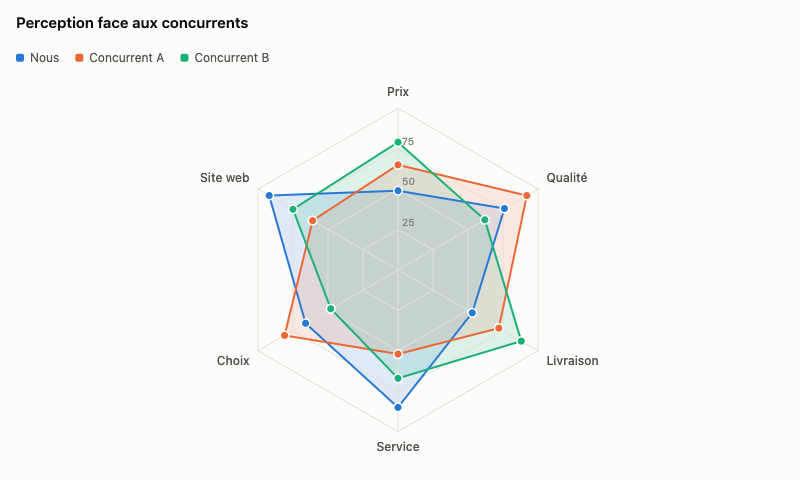 Perception face aux concurrents
Nous Concurrent A Concurrent B
Prix
75
Site web Qualité
50
25
Choix Livraison
Service